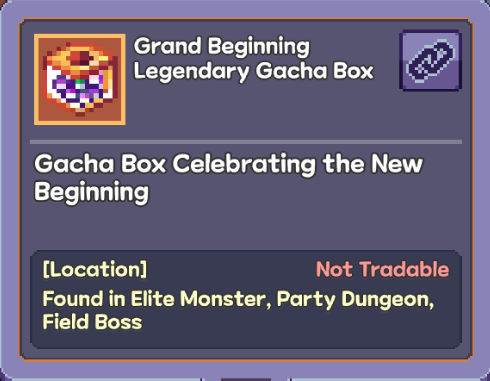 Grand Beginning
Legendary Gacha Box
Gacha Box Celebrating the New
Beginning
[Location]
Not Tradable
Found in Elite Monster, Party Dungeon,
Field Boss